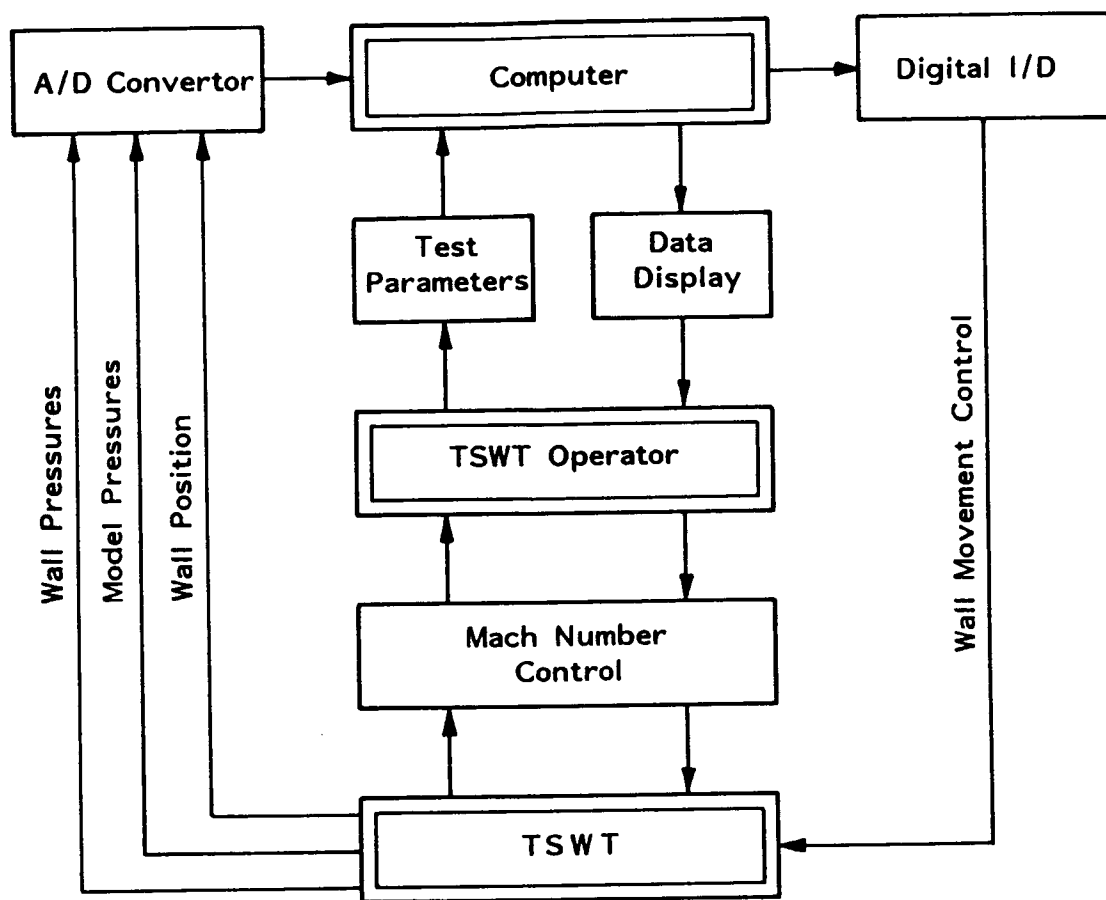 A/D Convertor
Computer
Digital I/D
Test
Parameters
Data
Display
Wall Pressures
Model Pressures
Wall Position
Wall Movement Control
TSWT Operator
Mach Number
Control
TSWT